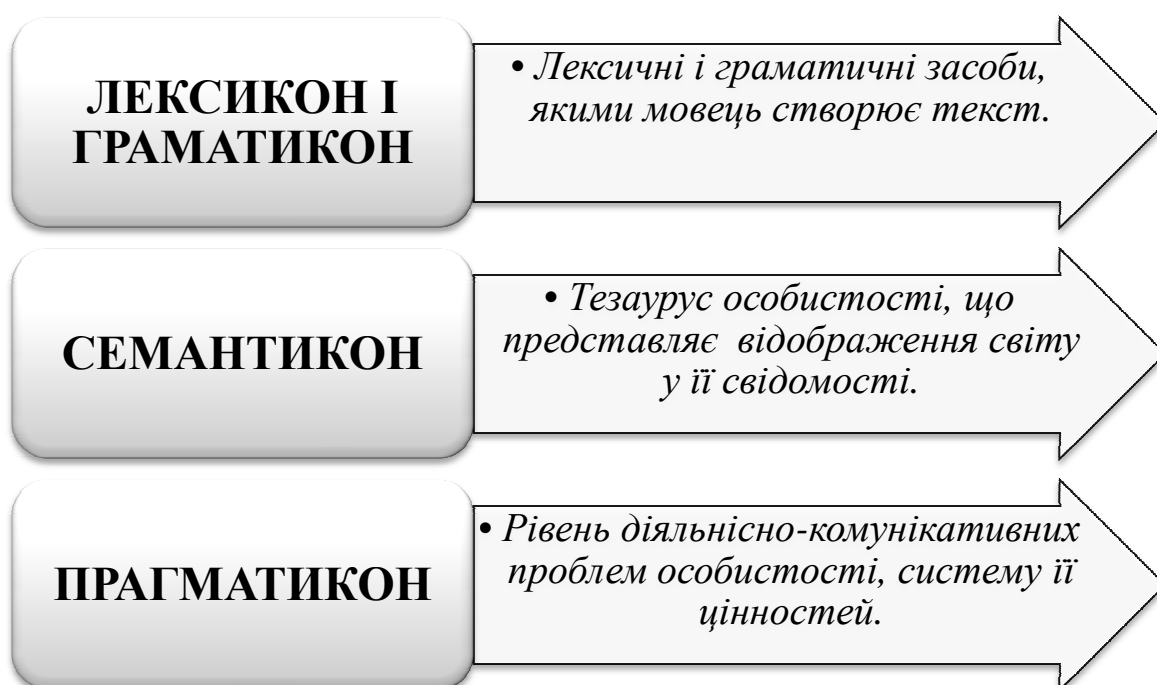 ЛЕКСИКОН І
ГРАМАТИКОН
• Лексичні і граматичні засоби,
якими мовець створює текст.
СЕМАНТИКОН
• Тезаурус особистості, що
представляє відображення світу
у її свідомості.
ПРАГМАТИКОН
• Рівень діяльнісно-комунікативних
проблем особистості, систему її
цінностей.